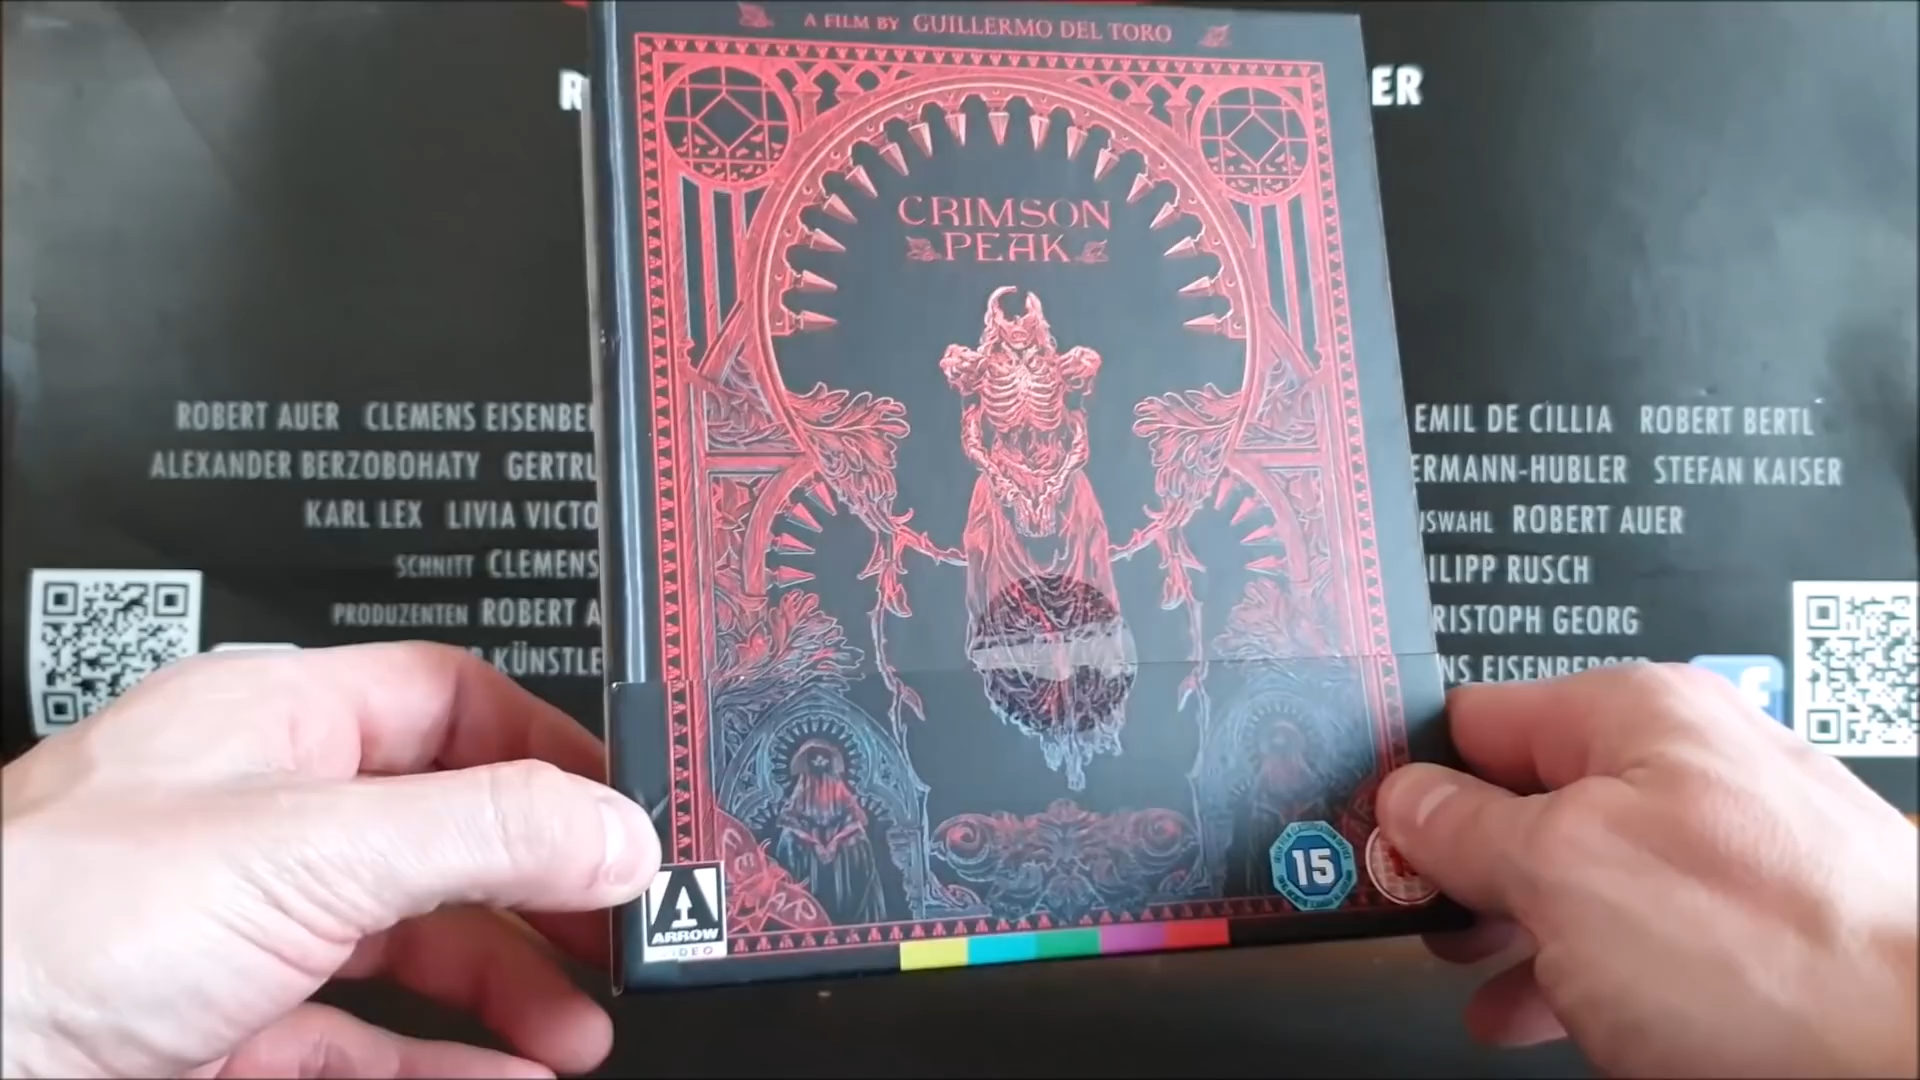 A FILM BY GUILLERMO DEL TORO
ER
CRIMSON
PEAK
ROBERT AUER CLEMENS EISENBE
EMIL DE CILLIA ROBERT BERTL
ALEXANDER BERZOBOHATY GERTRU
ERMANN-HUBLER STEFAN KAISER
KARL LEX LIVIA VICTO
USWAHL ROBERT AUER
SCHNITT CLEMENS
ILIPP RUSCH
PRODUZENTEN ROBERT A
RISTOPH GEORG
KÜNSTLE
NS EISENBERGER
15
A
ARROW
VIDEO